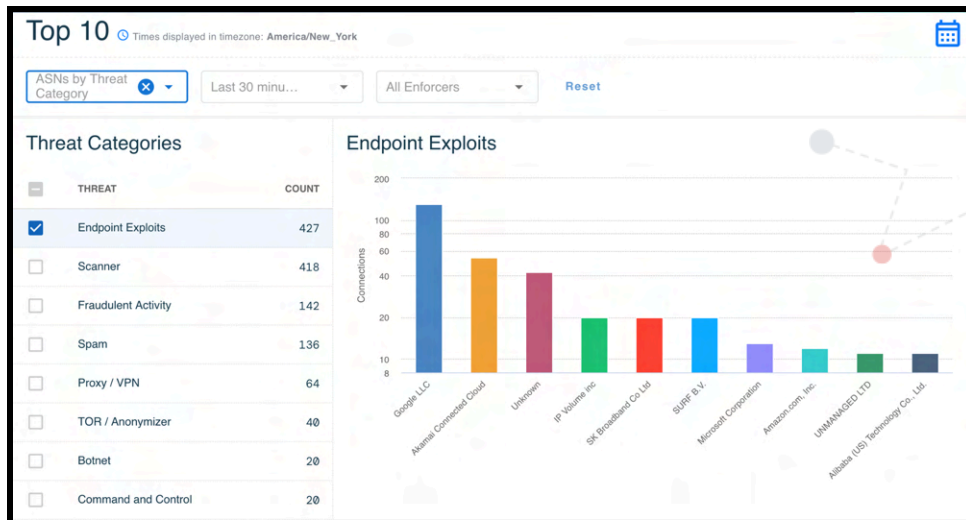 Top 10 Times displayed in timezone: America/New_York
ASNs by Threat
Category
Last 30 minu...
All Enforcers
Reset
Threat Categories
THREAT COUNT
Endpoint Exploits 427
Scanner 418
Fraudulent Activity 142
Spam 136
Proxy / VPN 64
TOR / Anonymizer 40
Botnet 20
Command and Control 20
Endpoint Exploits
Connections
200
100
80
60
40
20
10
8
Google LLC
Akamai Connected Cloud
Unknown
IP Volume inc
SK Broadband Co Ltd
SURF B.V.
Microsoft Corporation
Amazon.com, Inc.
UNMANAGED LTD
Alibaba (US) Technology Co., Ltd.